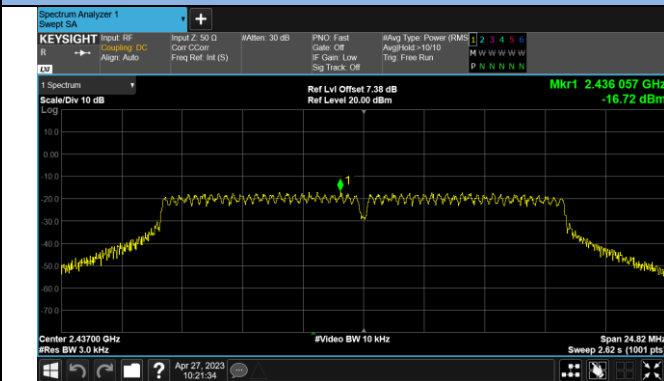 Spectrum Analyzer 1
Swept SA
+
KEYSIGHT Input: RF Input Z: 50 Ω #Atten: 30 dB PNO: Fast #Avg Type: Power (RMS 1 2 3 4 5 6
R Coupling: DC Corr CCorr Gate: Off Avg|Hold:>10/10 M W W W W W
Align: Auto Freq Ref: Int (S) IF Gain: Low Trig: Free Run
Sig Track: Off P N N N N N
LXI
1 Spectrum Ref Lvl Offset 7.38 dB Mkr1 2.436 057 GHz
Scale/Div 10 dB Ref Level 20.00 dBm -16.72 dBm
Log
10.0
0.00
-10.0
1
-20.0
-30.0
-40.0
-50.0
-60.0
-70.0
Center 2.43700 GHz #Video BW 10 kHz Span 24.82 MHz
#Res BW 3.0 kHz Sweep 2.62 s (1001 pts)
? Apr 27, 2023
10:21:34